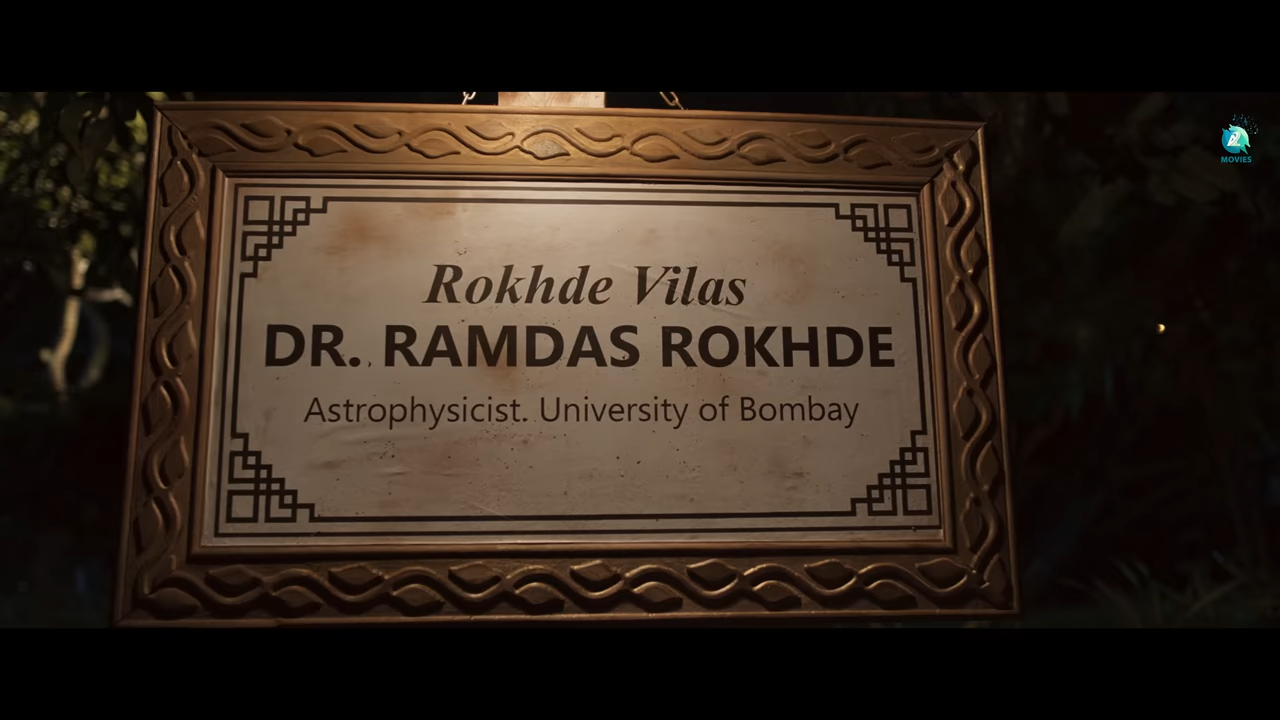 Rokhde Vilas
DR. RAMDAS ROKHDE
Astrophysicist. University of Bombay
MOVIES